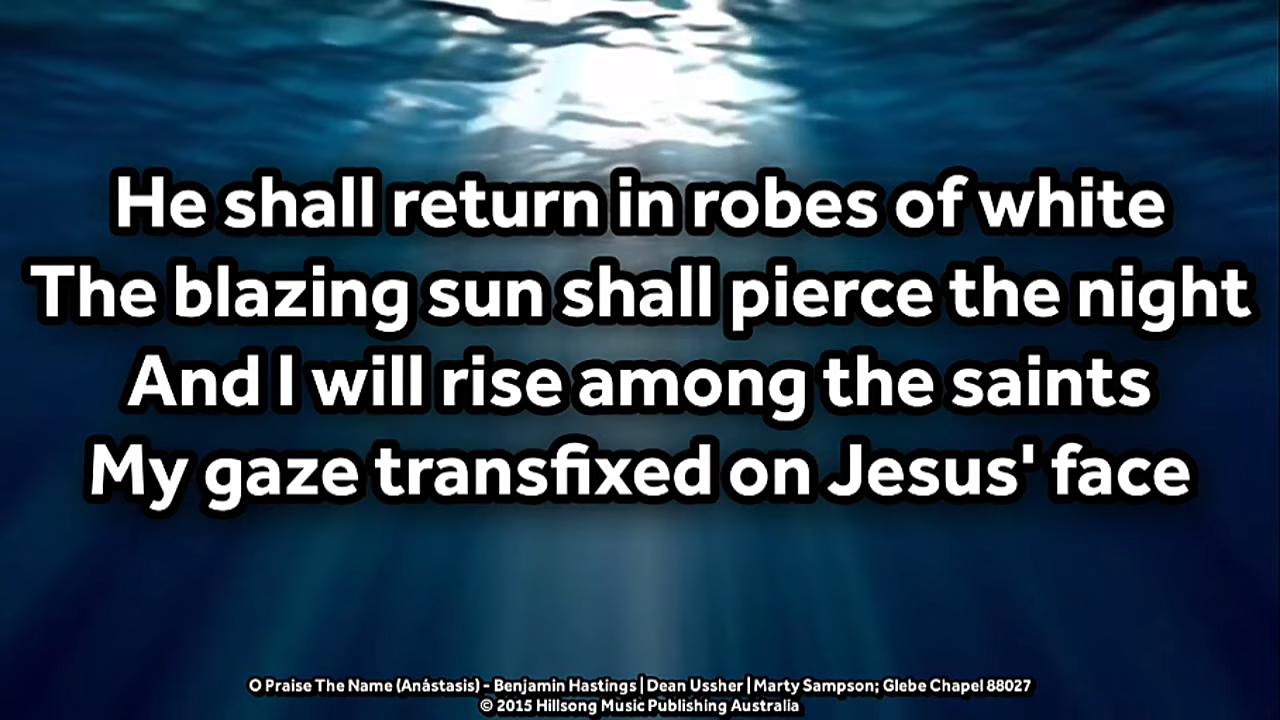 He shall return in robes of white
The blazing sun shall pierce the night
And I will rise among the saints
My gaze transfixed on Jesus' face
O Praise The Name (Anástasis) - Benjamin Hastings | Dean Ussher | Marty Sampson; Glebe Chapel 88027
© 2015 Hillsong Music Publishing Australia